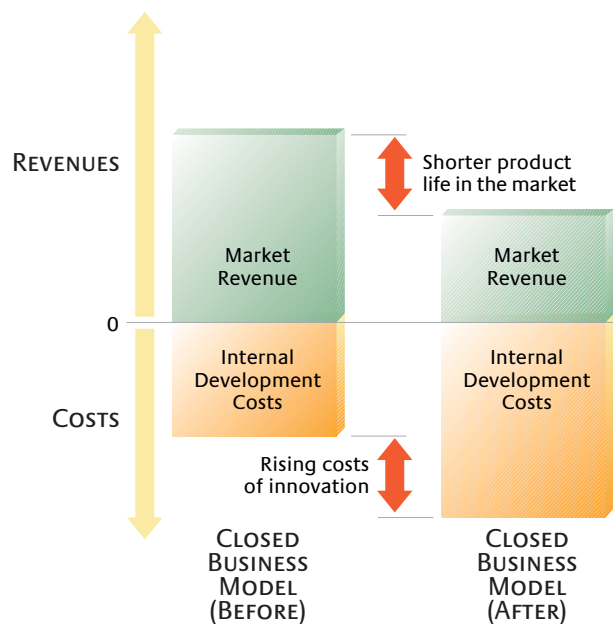 REVENUES
Shorter product
life in the market
Market
Revenue
Market
Revenue
0
Internal
Development
Costs
Internal
Development
Costs
COSTS
Rising costs
of innovation
CLOSED
BUSINESS
MODEL
(BEFORE)
CLOSED
BUSINESS
MODEL
(AFTER)